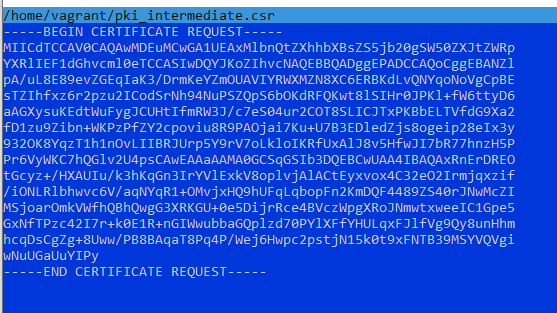 /home/vagrant/pki_intermediate.csr
-----BEGIN CERTIFICATE REQUEST-----
MIICdTCCAV0CAQAwMDEuMCwGA1UEAxMlbnQtZXhhbXBsZS5jb20gSW50ZXJtZWRp
YXRlIEF1dGhvcml0eTCCASIwDQYJKoZIhvcNAQEBBQADggEPADCCAQoCggEBANZl
pA/uL8E89evZGEqIaK3/DrmKeYZmOUAVIYRWXMZN8XC6ERBKdLvQNYqoNoVgCpBE
sTZIhfxz6r2pzu2ICodSrNh94NuPSZQpS6bOKdRFQKwt8lSIHr0JPKl+fW6ttyD6
aAGXysuKEdtWuFygJCUHtIfmRW3J/c7eS04ur2COT8SLICJTxPKBbELTVfdG9Xa2
fD1zu9Zibn+WKPzPfZY2cpoviu8R9PAOjai7Ku+U7B3EDledZjs8ogeip28eIx3y
932OK8YqzT1h1nOvLIIBRJUrp5Y9rV7oLkloIKRfUxAlJ8v5HfwJI7bR77hnzH5P
Pr6VyWKC7hQGlv2U4psCAwEAAaAAMA0GCSqGSIb3DQEBCwUAA4IBAQAxRnErDREO
tGcyz+/HXAUIu/k3hKqGn3IrYVlExkV8oplvjAlACtEyxvox4C32eO2Irmjqxzif
/iONLRlbhwvc6V/aqNYqR1+OMvjxHQ9hUFqLqbopFn2KmDQF4489ZS40rJNwMcZI
MSjoarOmkVWfhQBhQwgG3XRKGU+0e5DijrRce4BVczWpgXRoJNmwtxweeIC1Gpe5
GxNfTPzc42I7r+k0E1R+nGIWwubbaGQplzd70PYlXFfYHULqxFJlfVg9Qy8unHhm
hcqDsCgZg+8Uww/PB8BAqaT8Pq4P/Wej6Hwpc2pstjN15k0t9xFNTB39MSYVQVgi
wNuUGaUuYIPy
-----END CERTIFICATE REQUEST-----